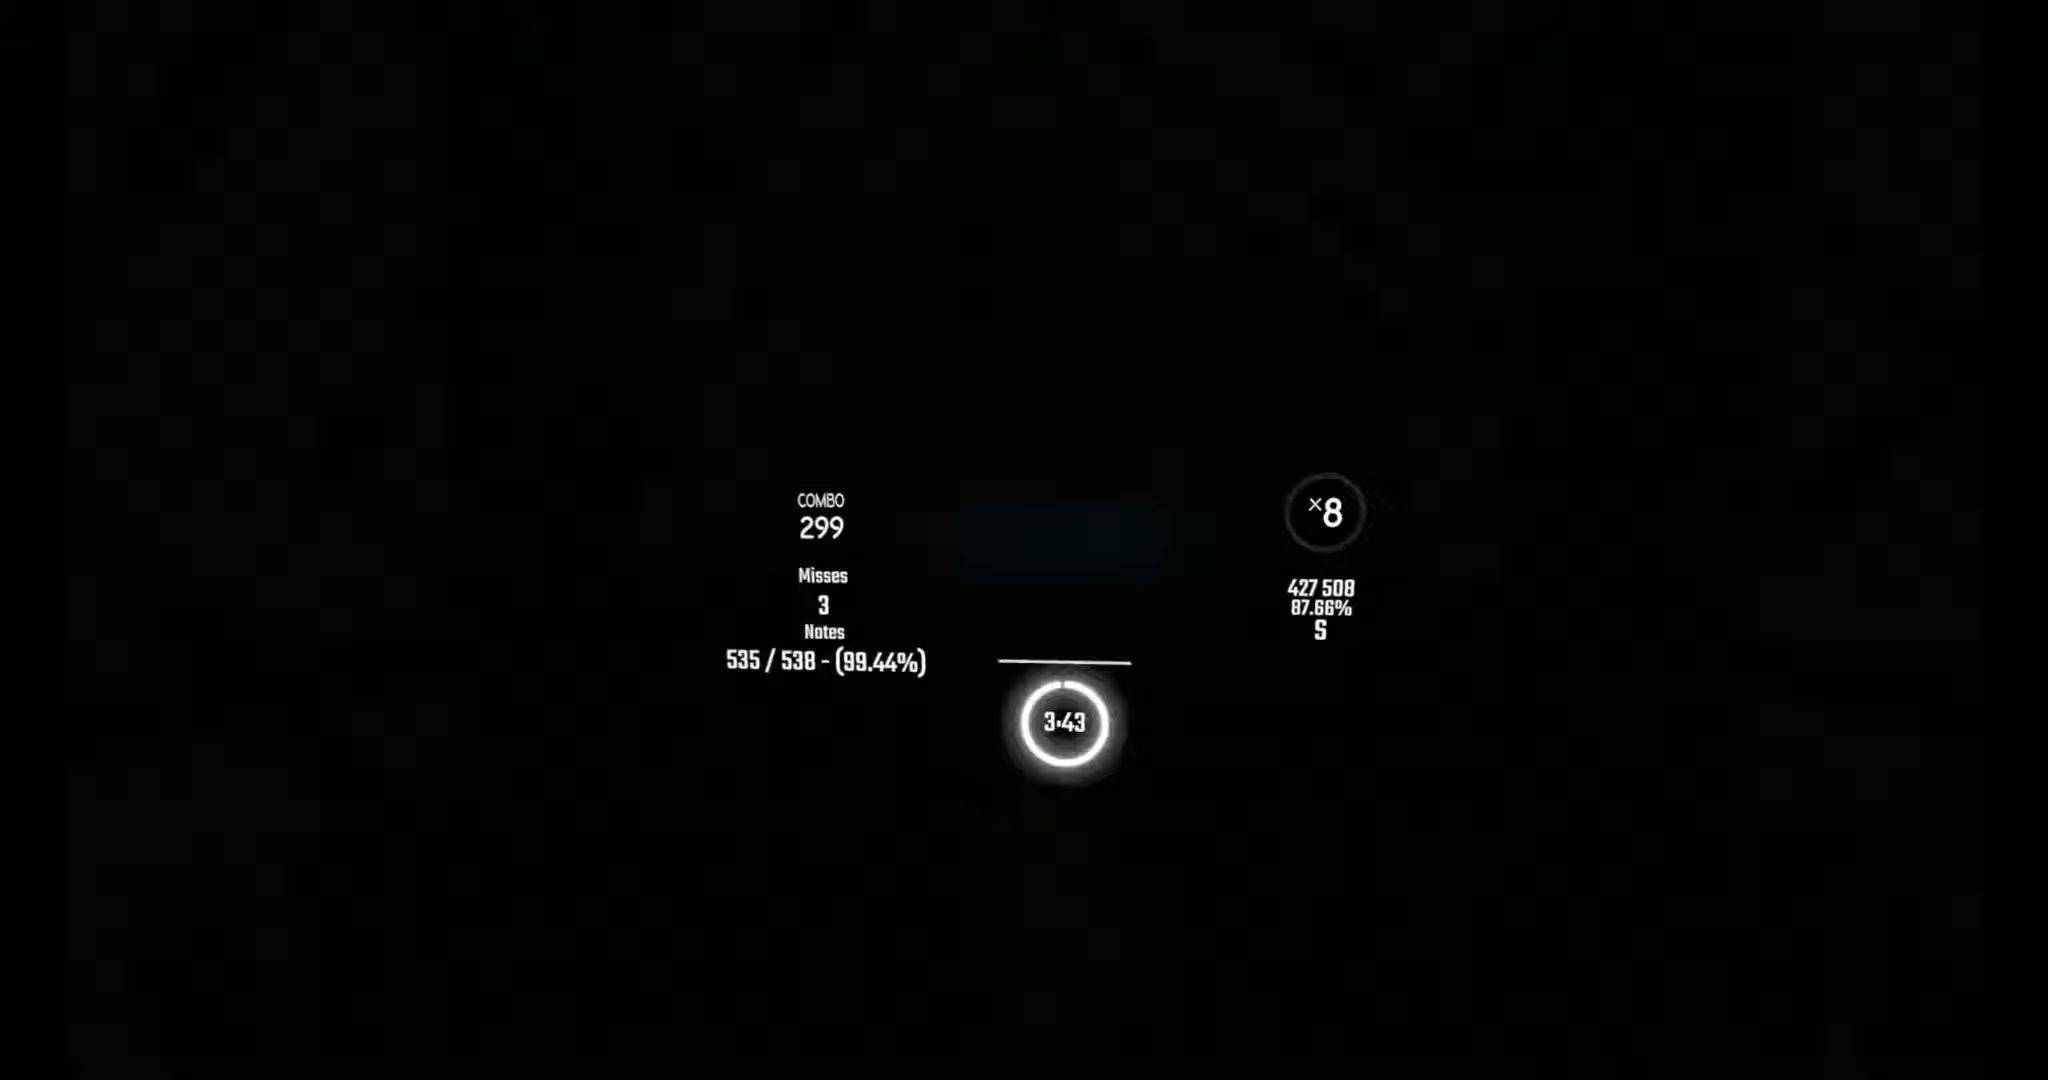 COMBO
299
Misses
3
Notes
535 / 538 - (99.44%)
×8
427 508
87.66%
S
3:43